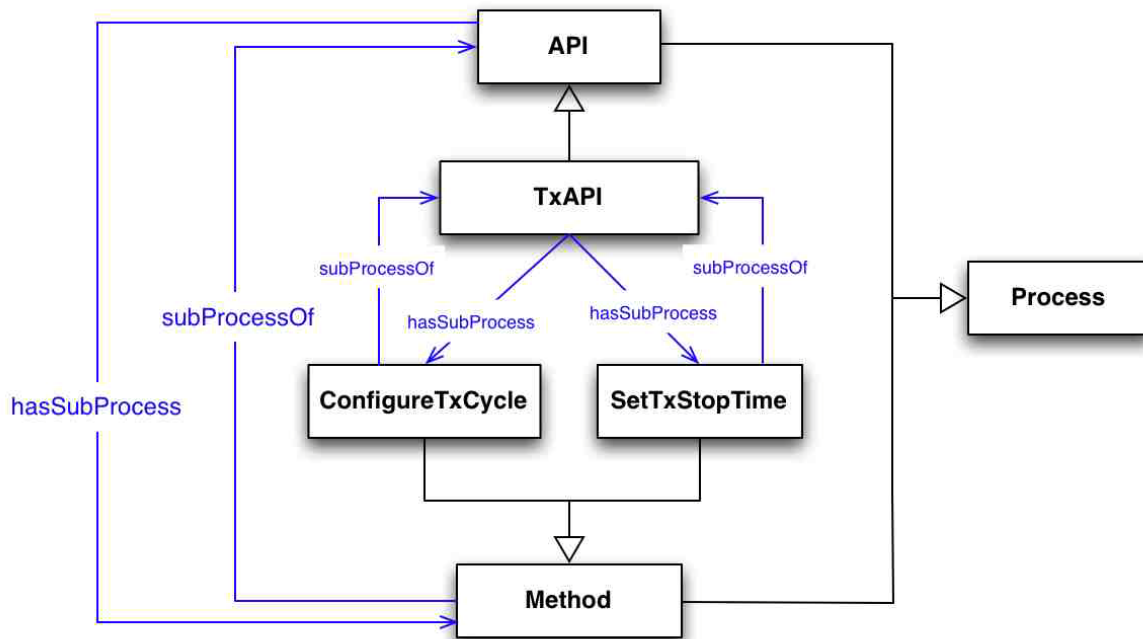 API
TxAPI
subProcessOf
subProcessOf
Process
subProcessOf
hasSubProcess
hasSubProcess
ConfigureTxCycle
SetTxStopTime
hasSubProcess
Method